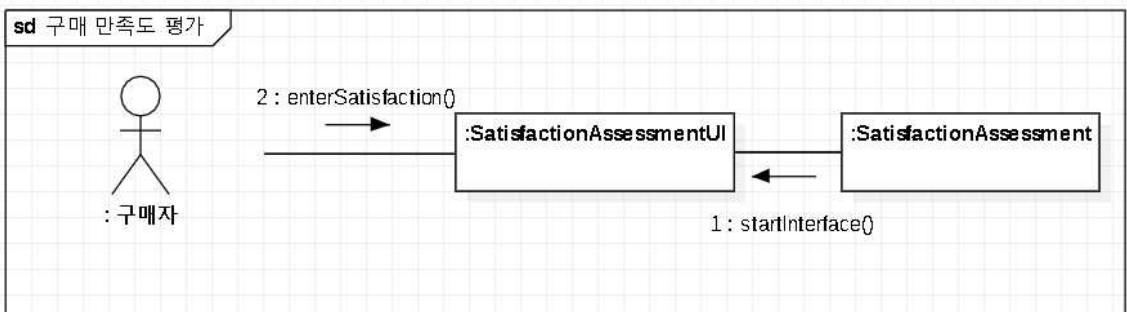 sd 구매 만족도 평가
2 : enterSatisfaction()
:SatisfactionAssessmentUI
:SatisfactionAssessment
: 구매자
1 : startInterface()